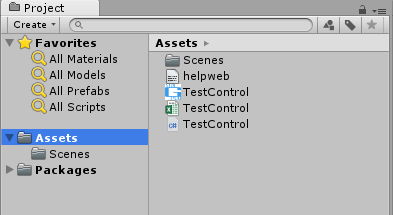 Project
Create
Favorites
All Materials
All Models
All Prefabs
All Scripts
Assets
Scenes
Packages
Assets
Scenes
helpweb
TestControl
TestControl
TestControl